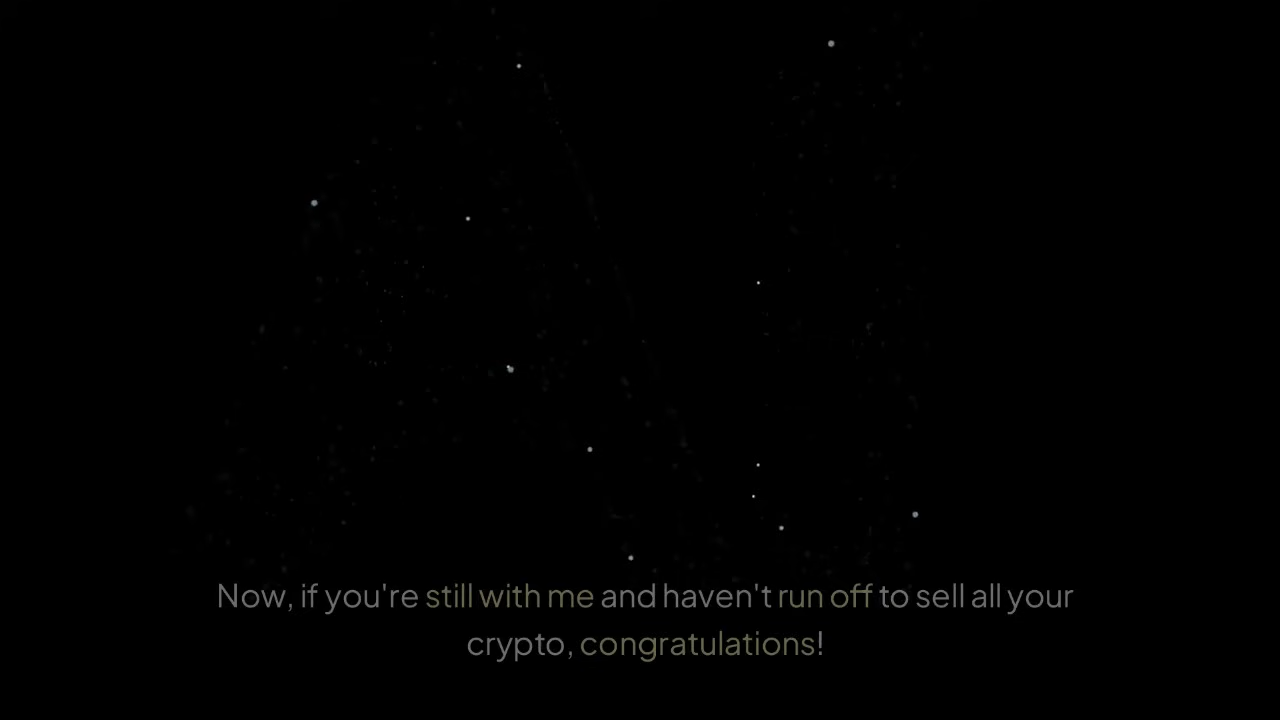 Now, if you're still with me and haven't run off to sell all your
crypto, congratulations!